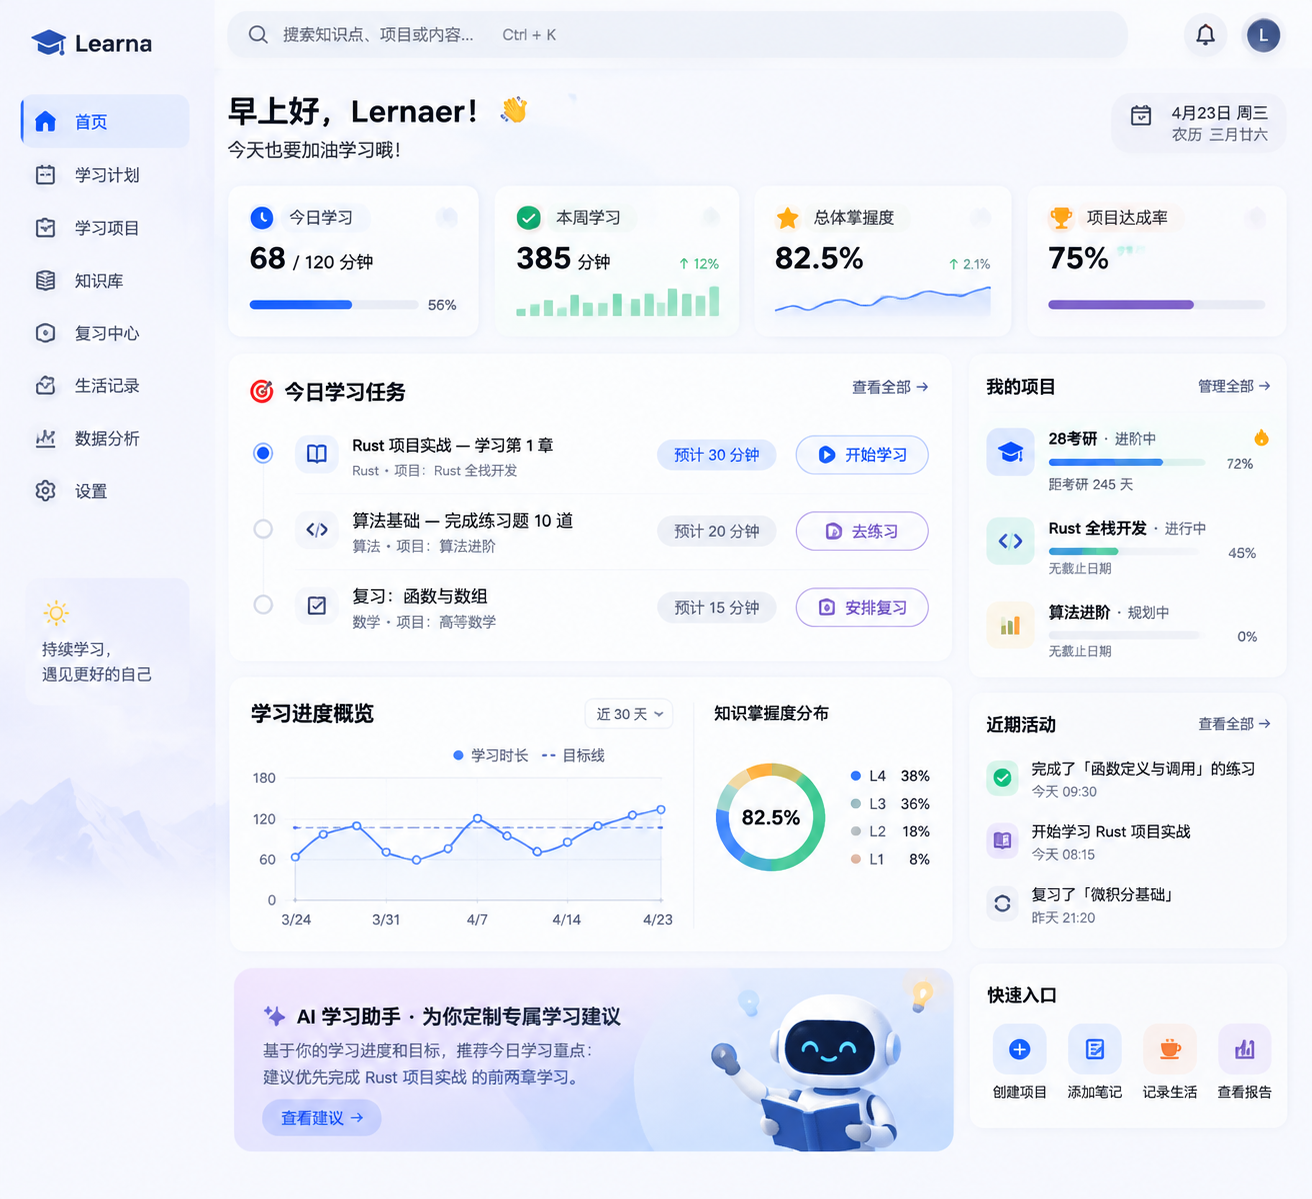 Learna
搜索知识点、项目或内容... Ctrl + K
L
首页
学习计划
学习项目
知识库
复习中心
生活记录
数据分析
设置
持续学习，
遇见更好的自己
早上好，Lernaer！
今天也要加油学习哦！
4月23日 周三
农历 三月廿六
今日学习
68 / 120 分钟
56%
本周学习
385 分钟
↑ 12%
总体掌握度
82.5%
↑ 2.1%
项目达成率
75%
今日学习任务
查看全部 →
Rust 项目实战 — 学习第 1 章
Rust • 项目：Rust 全栈开发
预计 30 分钟
开始学习
算法基础 — 完成练习题 10 道
算法 • 项目：算法进阶
预计 20 分钟
去练习
复习：函数与数组
数学 • 项目：高等数学
预计 15 分钟
安排复习
我的项目
管理全部 →
28考研 · 进阶中
72%
距考研 245 天
Rust 全栈开发 · 进行中
45%
无截止日期
算法进阶 · 规划中
0%
无截止日期
学习进度概览
近 30 天
学习时长 目标线
180
120
60
0
3/24 3/31 4/7 4/14 4/23
知识掌握度分布
82.5%
L4 38%
L3 36%
L2 18%
L1 8%
近期活动
查看全部 →
完成了「函数定义与调用」的练习
今天 09:30
开始学习 Rust 项目实战
今天 08:15
复习了「微积分基础」
昨天 21:20
AI 学习助手 · 为你定制专属学习建议
基于你的学习进度和目标，推荐今日学习重点：
建议优先完成 Rust 项目实战 的前两章学习。
查看建议 →
快速入口
创建项目
添加笔记
记录生活
查看报告